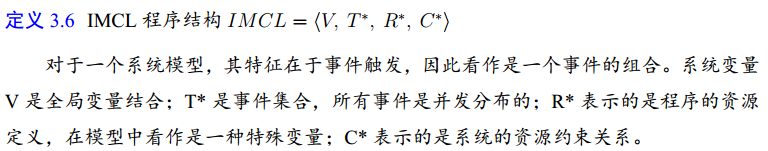 定义 3.6 IMCL 程序结构 IMCL = ⟨V, T*, R*, C*⟩
对于一个系统模型，其特征在于事件触发，因此看作是一个事件的组合。系统变量
V 是全局变量结合；T* 是事件集合，所有事件是并发分布的；R* 表示的是程序的资源
定义，在模型中看作是一种特殊变量；C* 表示的是系统的资源约束关系。